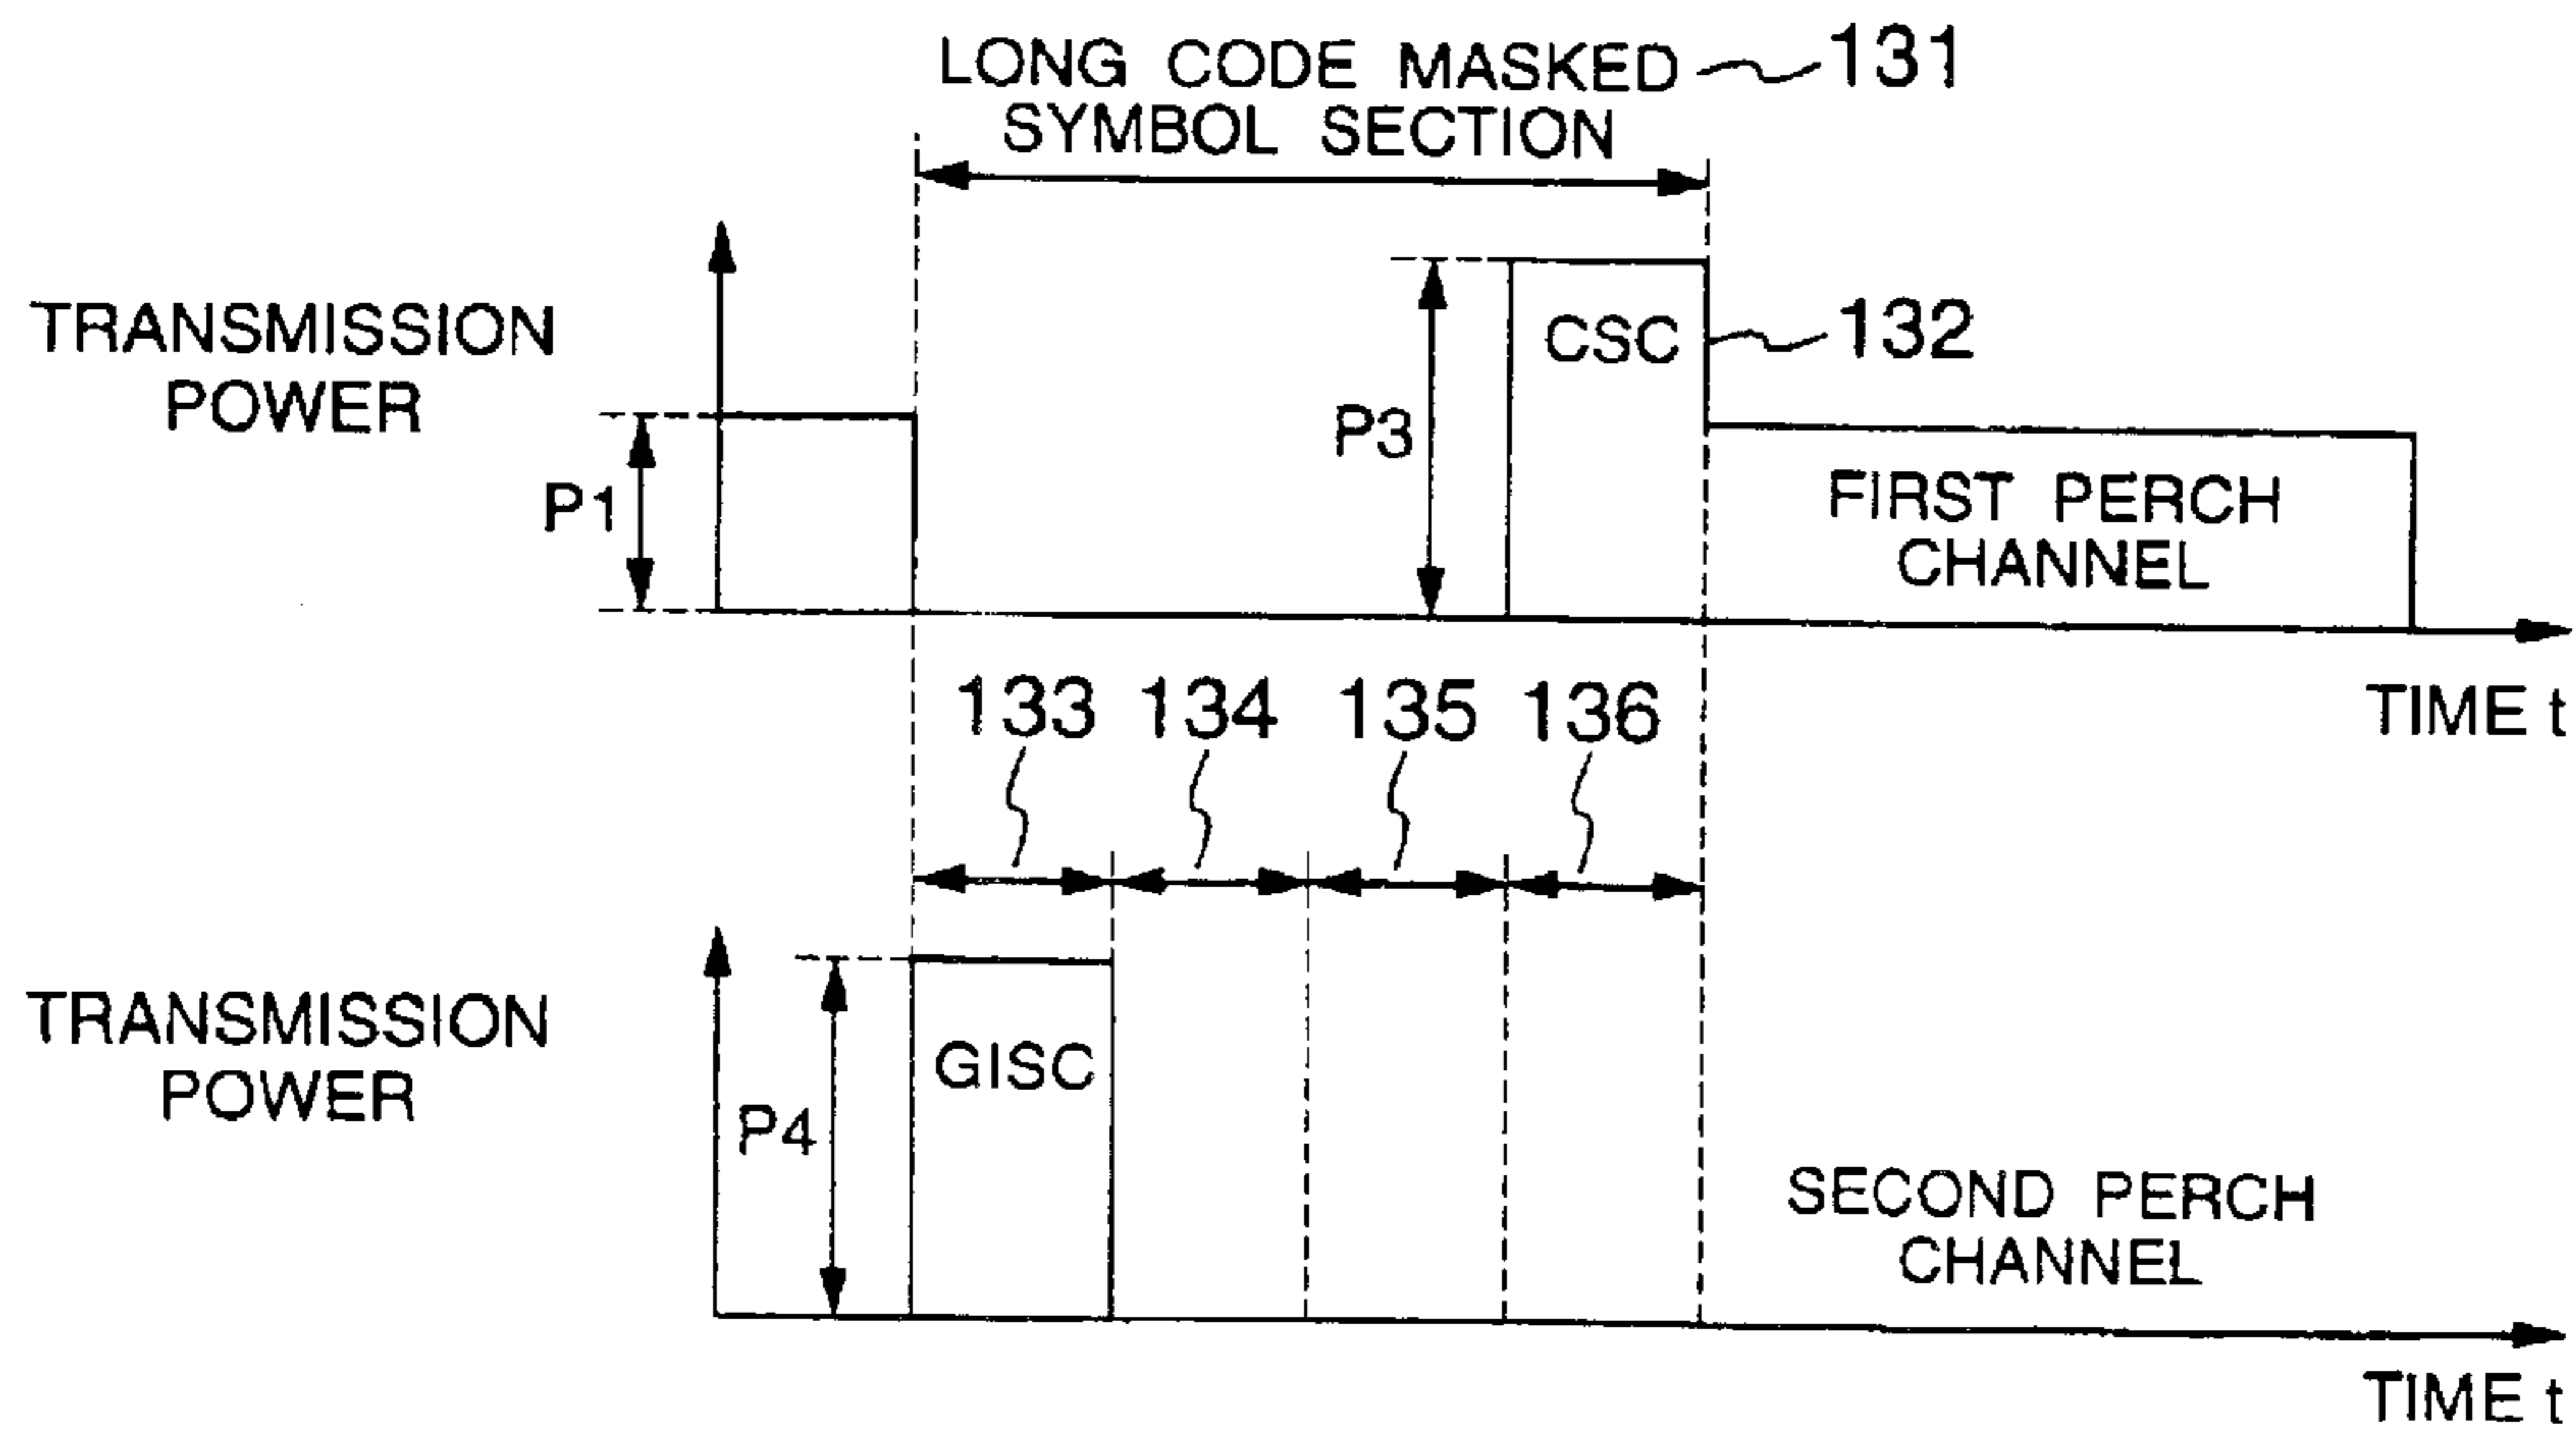 LONG CODE MASKED 131
SYMBOL SECTION
TRANSMISSION
POWER
P1
P3
CSC
132
FIRST PERCH
CHANNEL
TIME t
133 134 135 136
TRANSMISSION
POWER
P4
GISC
SECOND PERCH
CHANNEL
TIME t